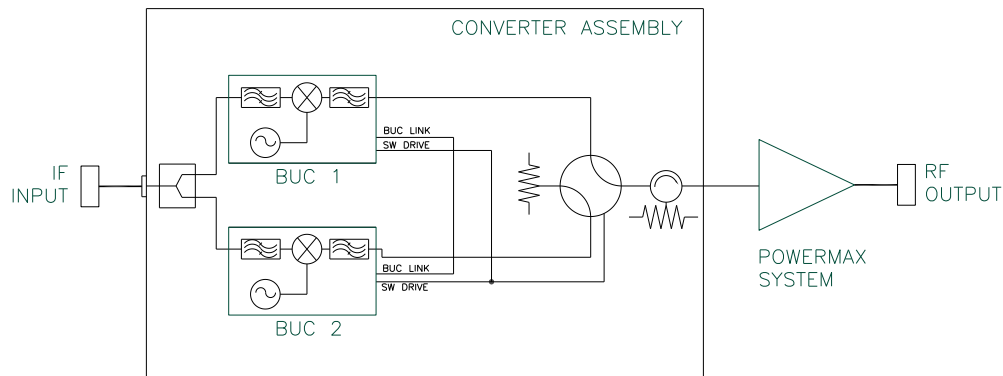 CONVERTER ASSEMBLY
BUC LINK
SW DRIVE
BUC 1
IF
INPUT
RF
OUTPUT
BUC LINK
SW DRIVE
BUC 2
POWERMAX
SYSTEM